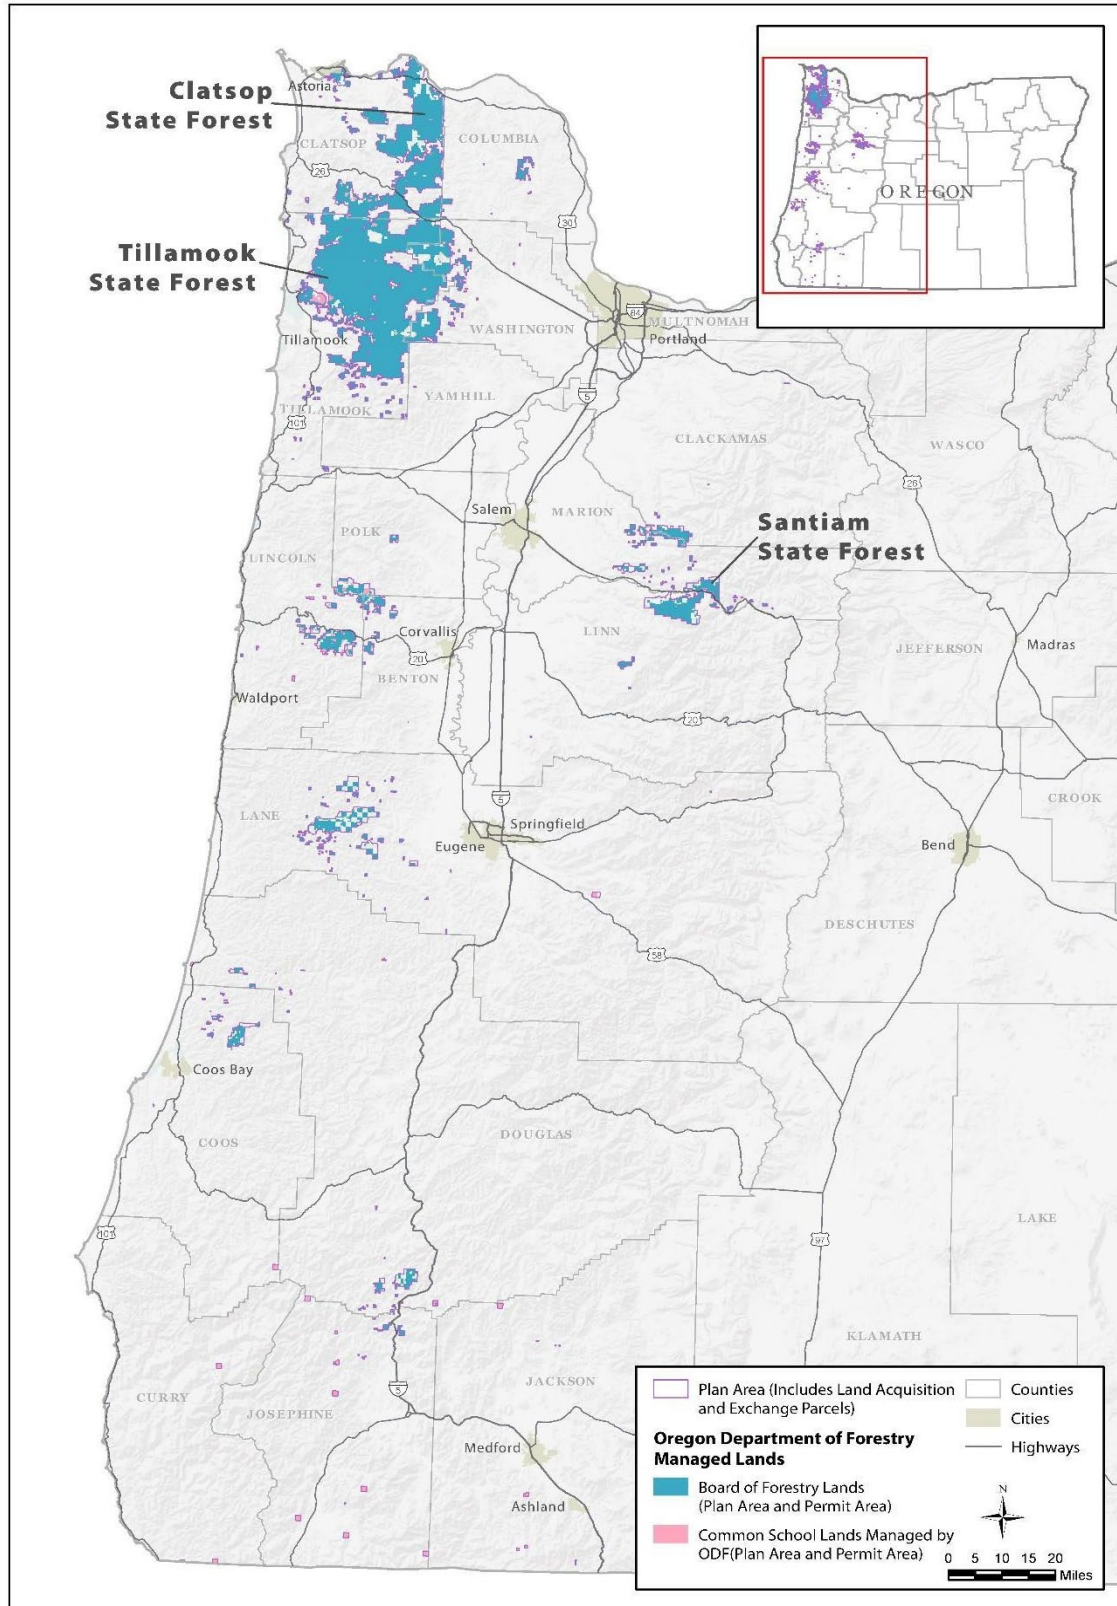 Clatsop
State Forest
Astoria
CLATSOP
COLUMBIA
26
30
Tillamook
State Forest
OREGON
84
WASHINGTON
MULTNOMAH
Portland
Tillamook
5
YAMHILL
TILLAMOOK
101
CLACKAMAS
WASCO
26
Salem
MARION
Santiam
State Forest
POLK
LINCOLN
LINN
Corvallis
20
BENTON
JEFFERSON
Madras
Waldport
20
LANE
5
CROOK
Springfield
Eugene
Bend
DESCHUTES
58
Coos Bay
DOUGLAS
COOS
LAKE
101
97
KLAMATH
CURRY
5
JACKSON
JOSEPHINE
Medford
Ashland
Plan Area (Includes Land Acquisition
and Exchange Parcels)
Oregon Department of Forestry
Managed Lands
Board of Forestry Lands
(Plan Area and Permit Area)
Common School Lands Managed by
ODF(Plan Area and Permit Area)
Counties
Cities
Highways
N
0 5 10 15 20
Miles